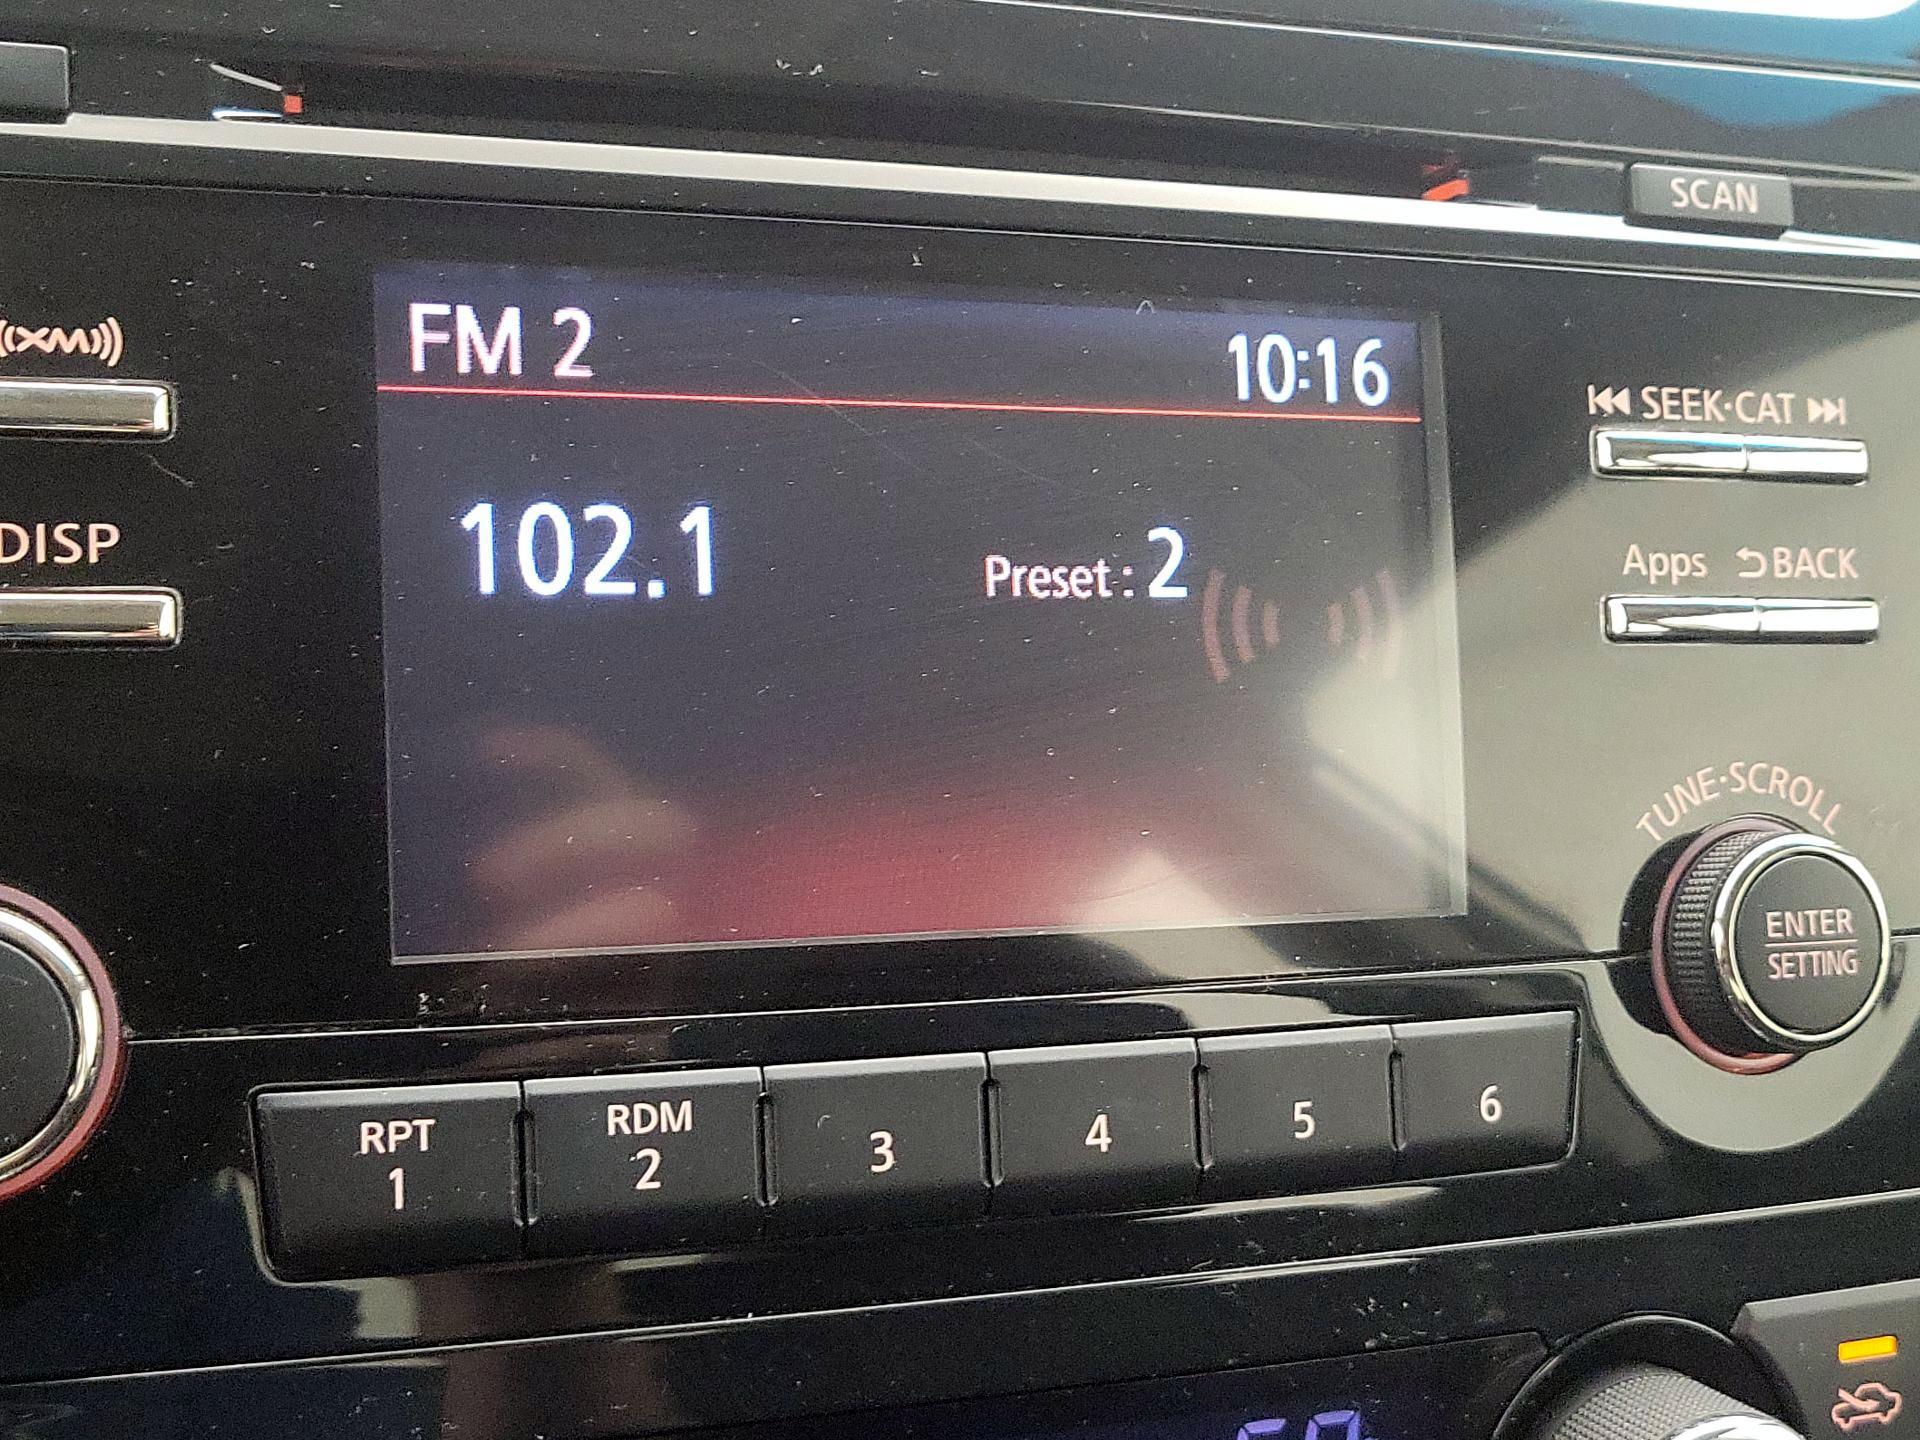 SCAN
((XM))
FM 2
10:16
SEEK·CAT
DISP
102.1
Preset : 2
Apps
BACK
TUNE·SCROLL
ENTER
SETTING
RPT
1
RDM
2
3
4
5
6